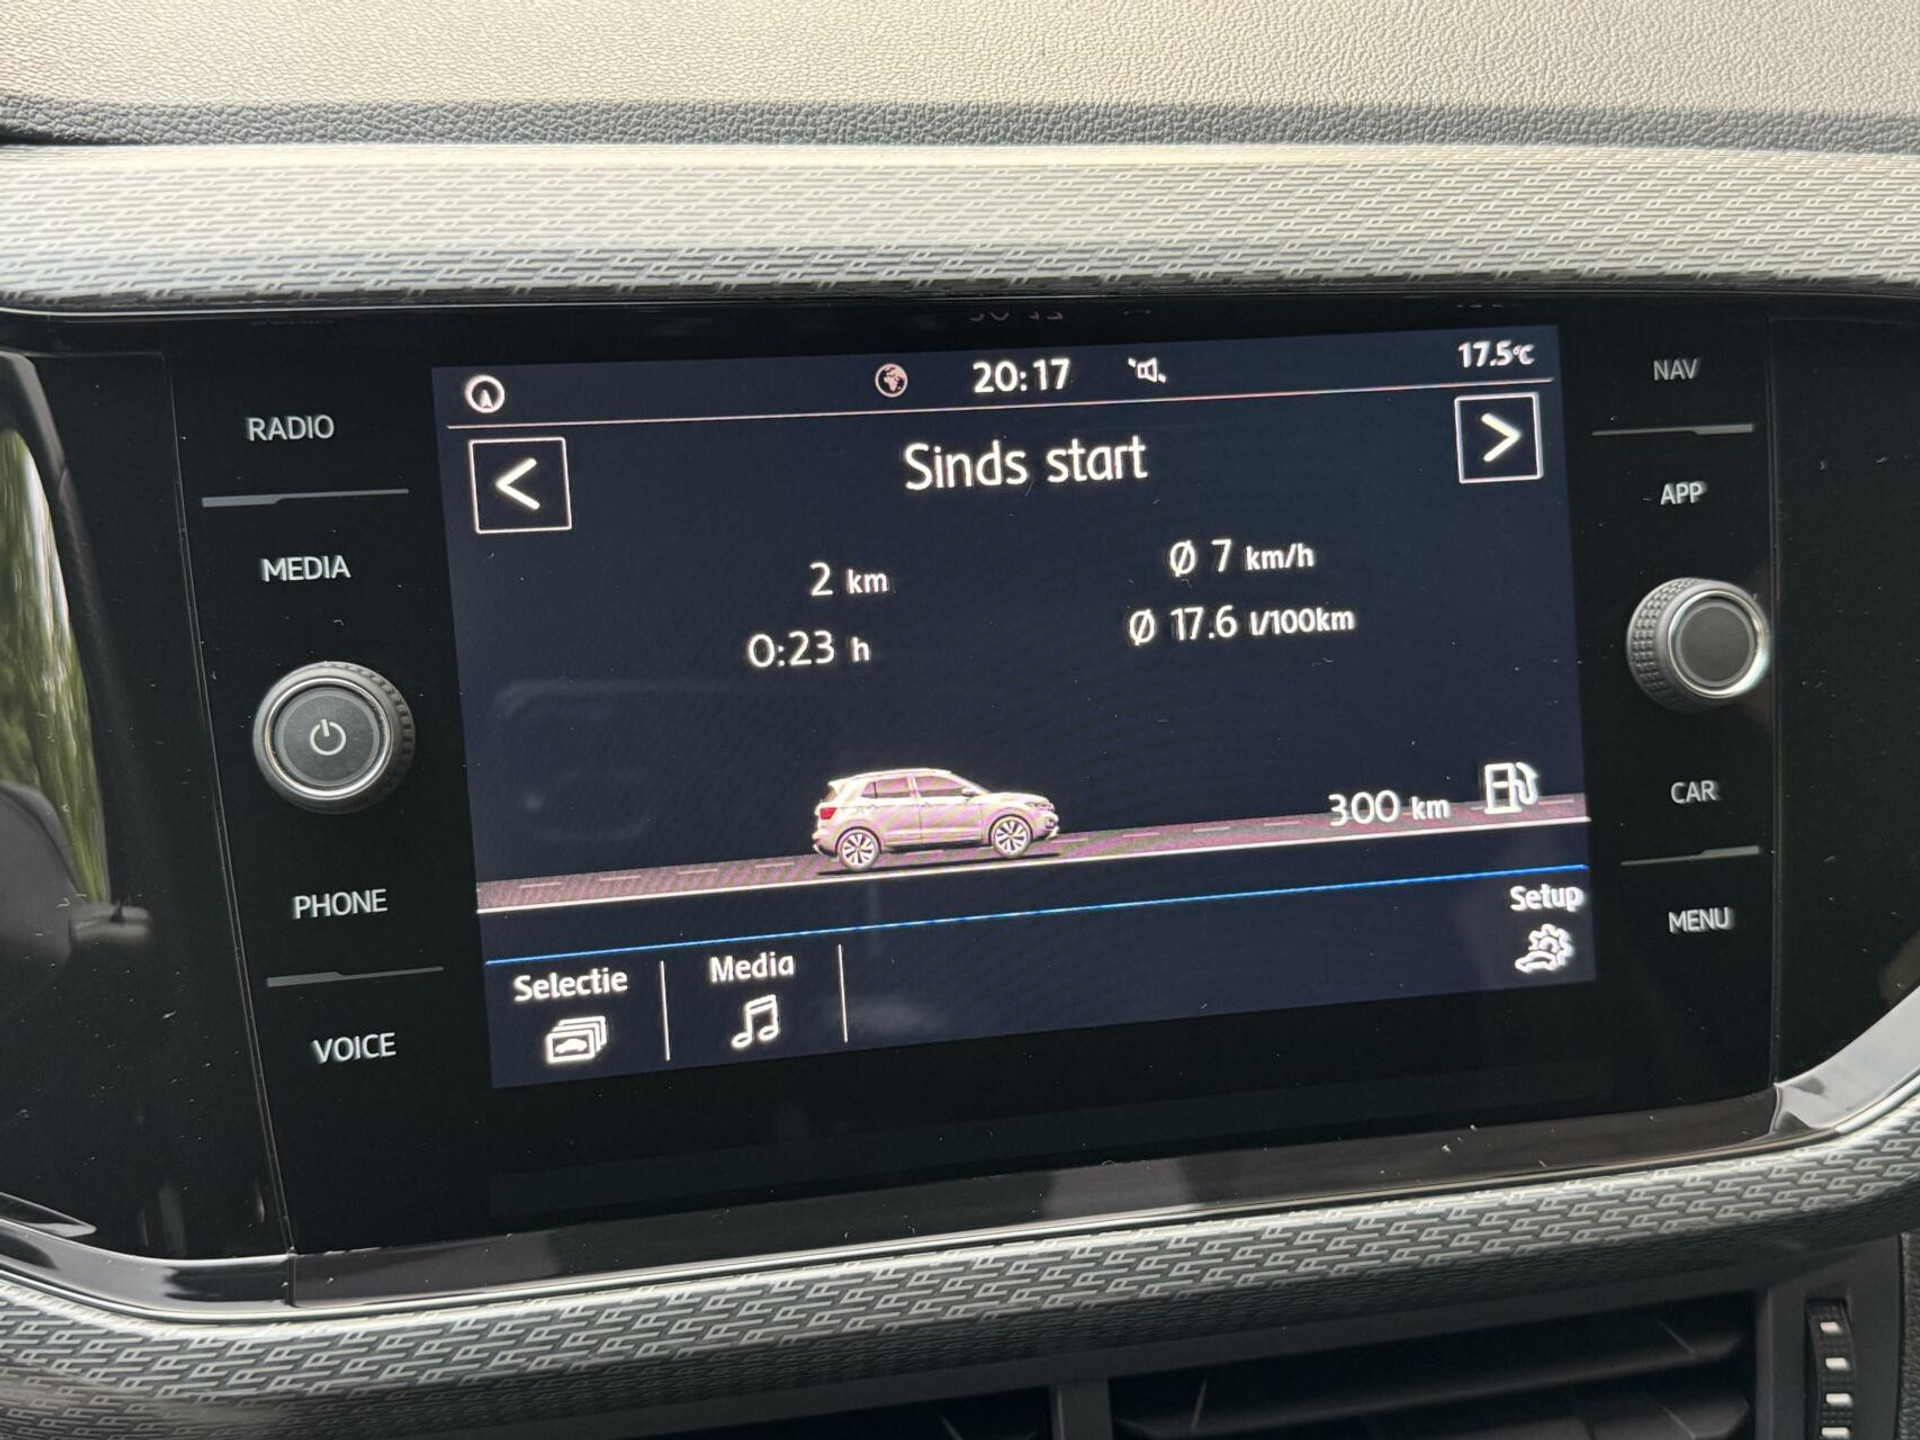 20:17
17.5°C
<
Sinds start
>
2 km
Ø 7 km/h
0:23 h
Ø 17.6 l/100km
300 km
Selectie
Media
Setup
RADIO
MEDIA
PHONE
VOICE
NAV
APP
CAR
MENU